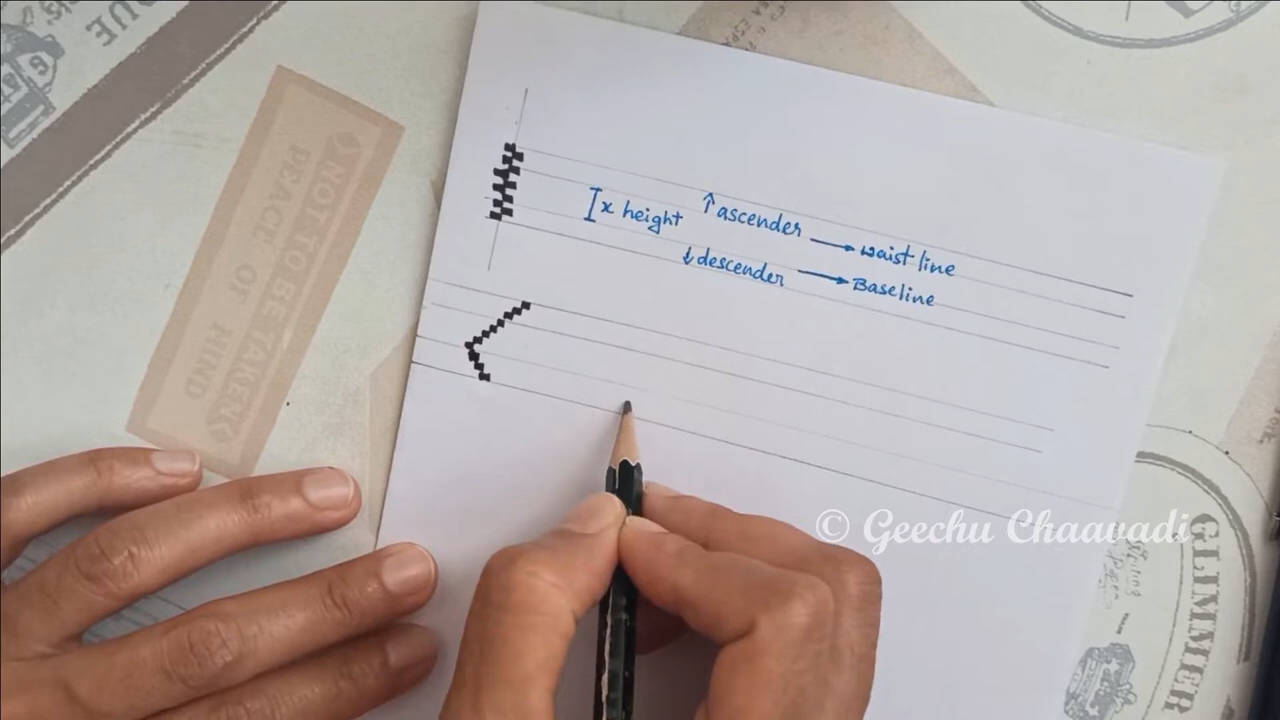 I x height ↑ ascender → waist line
↓ descender → Baseline
© Geechu Chaavadi
NOT TO BE TAKEN
PEACE OF MIND
GLIMMER